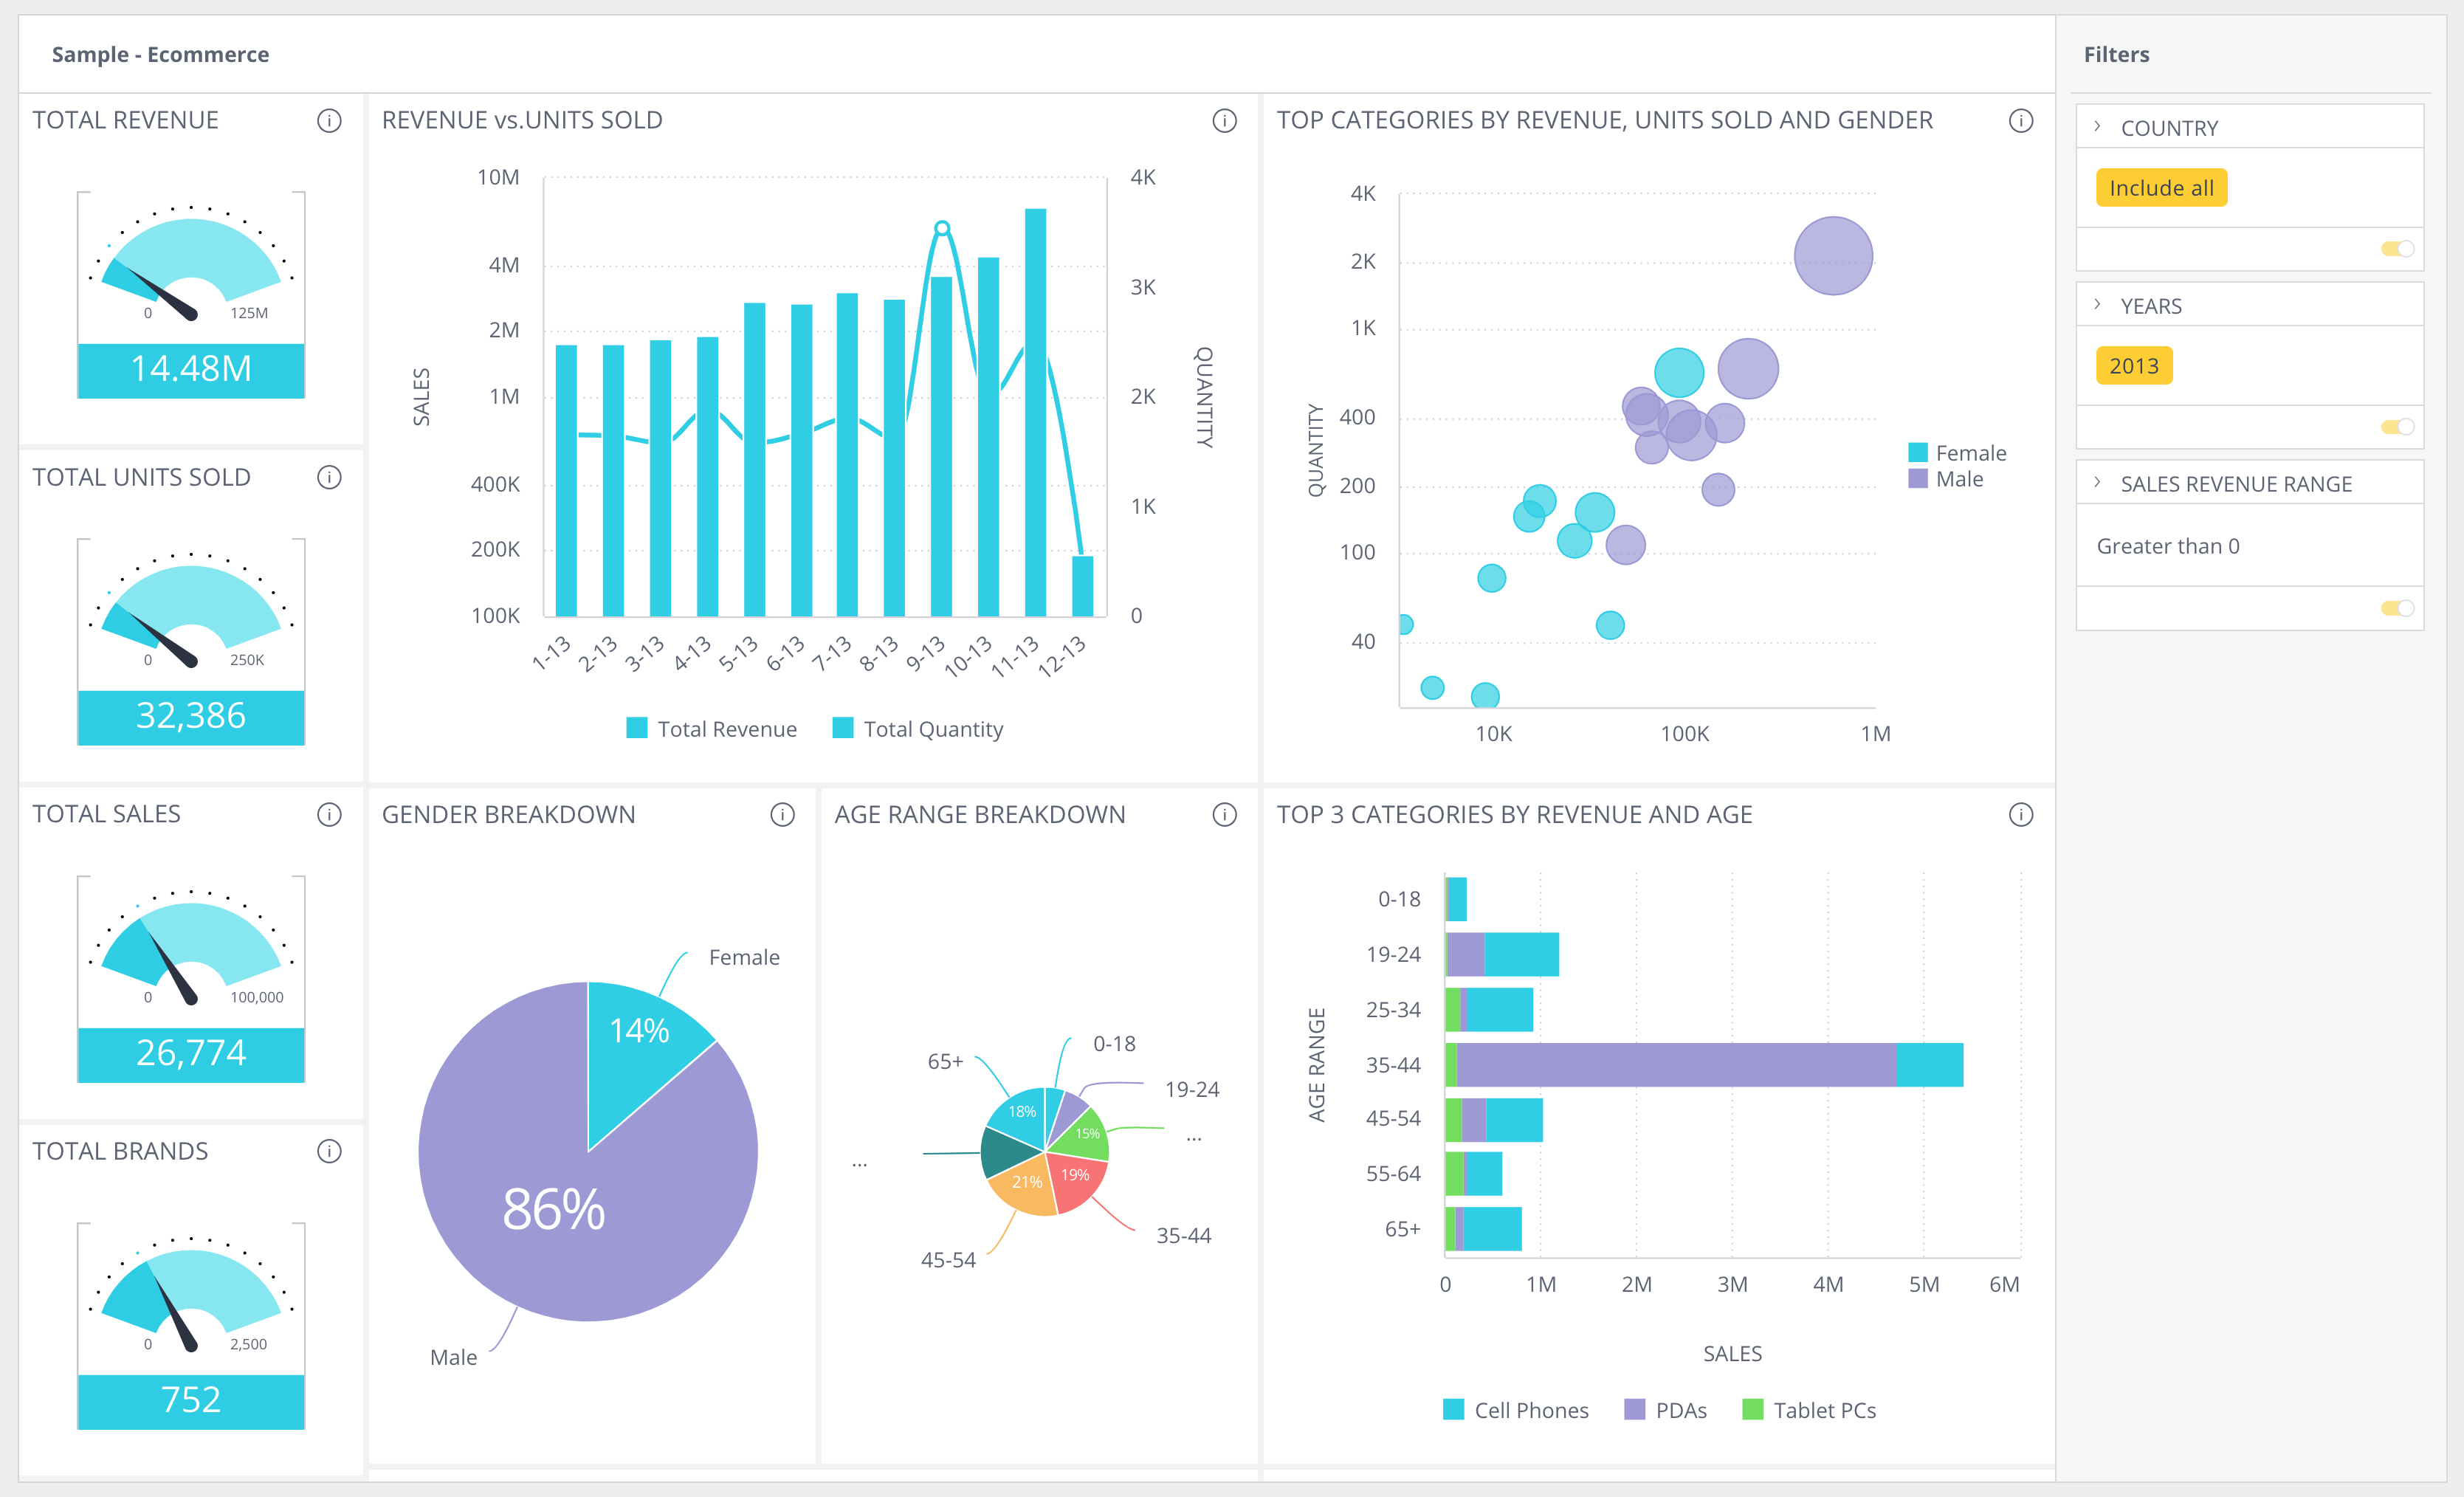 Sample - Ecommerce
Filters
TOTAL REVENUE
0
125M
14.48M
TOTAL UNITS SOLD
0
250K
32,386
TOTAL SALES
0
100,000
26,774
TOTAL BRANDS
0
2,500
752
REVENUE vs.UNITS SOLD
10M
4M
2M
1M
400K
200K
100K
SALES
4K
3K
2K
1K
0
QUANTITY
1-13
2-13
3-13
4-13
5-13
6-13
7-13
8-13
9-13
10-13
11-13
12-13
Total Revenue
Total Quantity
TOP CATEGORIES BY REVENUE, UNITS SOLD AND GENDER
4K
2K
1K
400
200
100
40
QUANTITY
10K
100K
1M
Female
Male
GENDER BREAKDOWN
Female
14%
86%
Male
AGE RANGE BREAKDOWN
0-18
65+
19-24
18%
15%
...
...
19%
21%
35-44
45-54
TOP 3 CATEGORIES BY REVENUE AND AGE
AGE RANGE
0-18
19-24
25-34
35-44
45-54
55-64
65+
0
1M
2M
3M
4M
5M
6M
SALES
Cell Phones
PDAs
Tablet PCs
COUNTRY
Include all
YEARS
2013
SALES REVENUE RANGE
Greater than 0